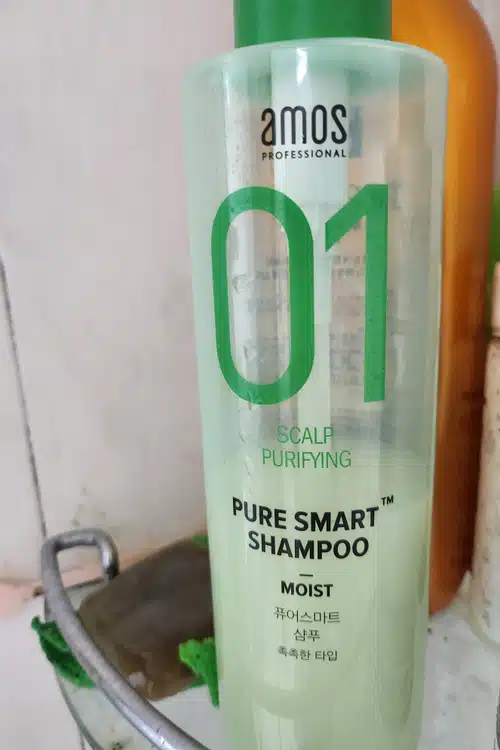 amos
PROFESSIONAL
01
SCALP
PURIFYING
PURE SMART™
SHAMPOO
MOIST
퓨어스마트
샴푸
촉촉한 타입